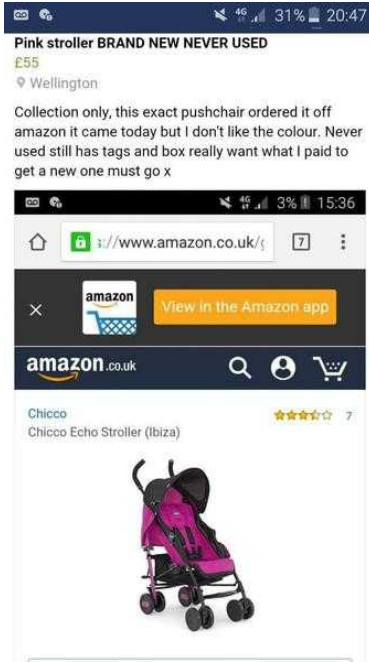 4G 31% 20:47
Pink stroller BRAND NEW NEVER USED
£55
Wellington
Collection only, this exact pushchair ordered it off
amazon it came today but I don't like the colour. Never
used still has tags and box really want what I paid to
get a new one must go x
4G 3% 15:36
s://www.amazon.co.uk/g 7
amazon View in the Amazon app
amazon.co.uk
Chicco 7
Chicco Echo Stroller (Ibiza)